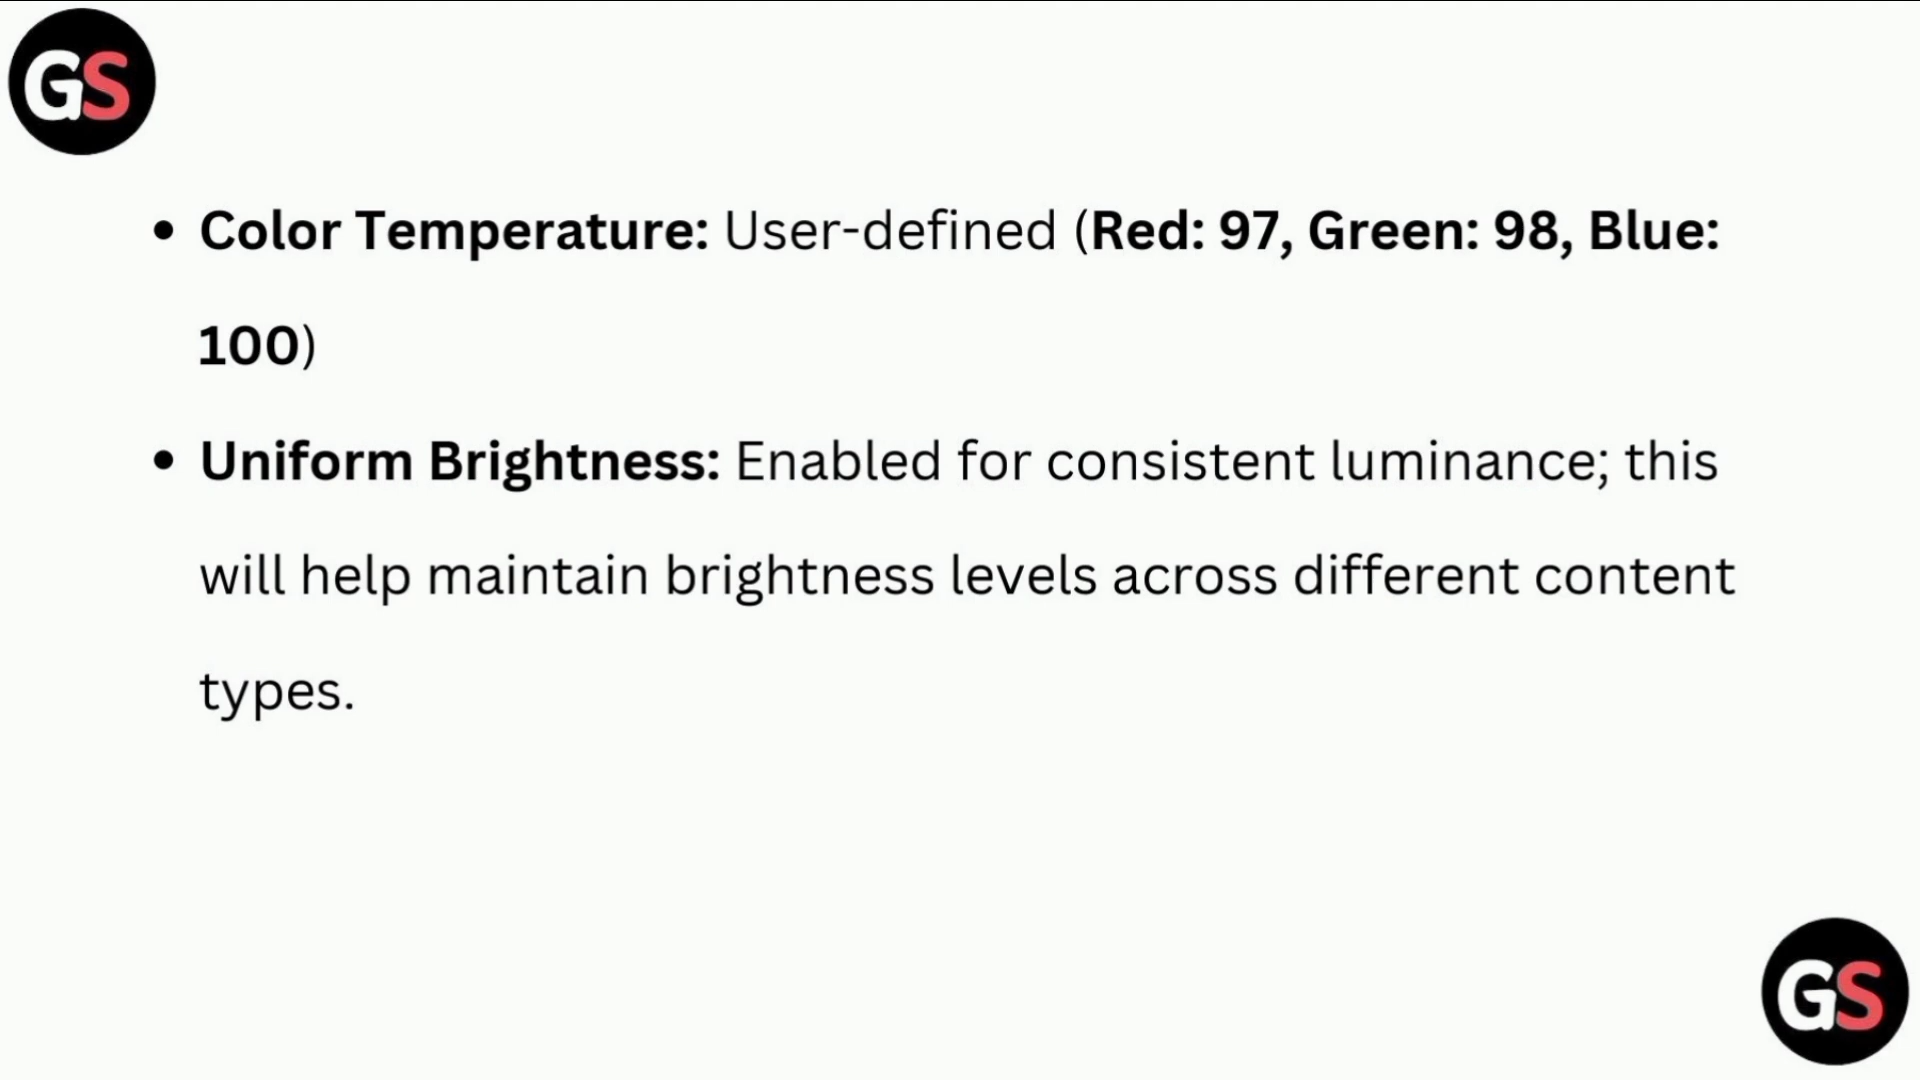 GS
• Color Temperature: User-defined (Red: 97, Green: 98, Blue:
100)
• Uniform Brightness: Enabled for consistent luminance; this
will help maintain brightness levels across different content
types.
GS